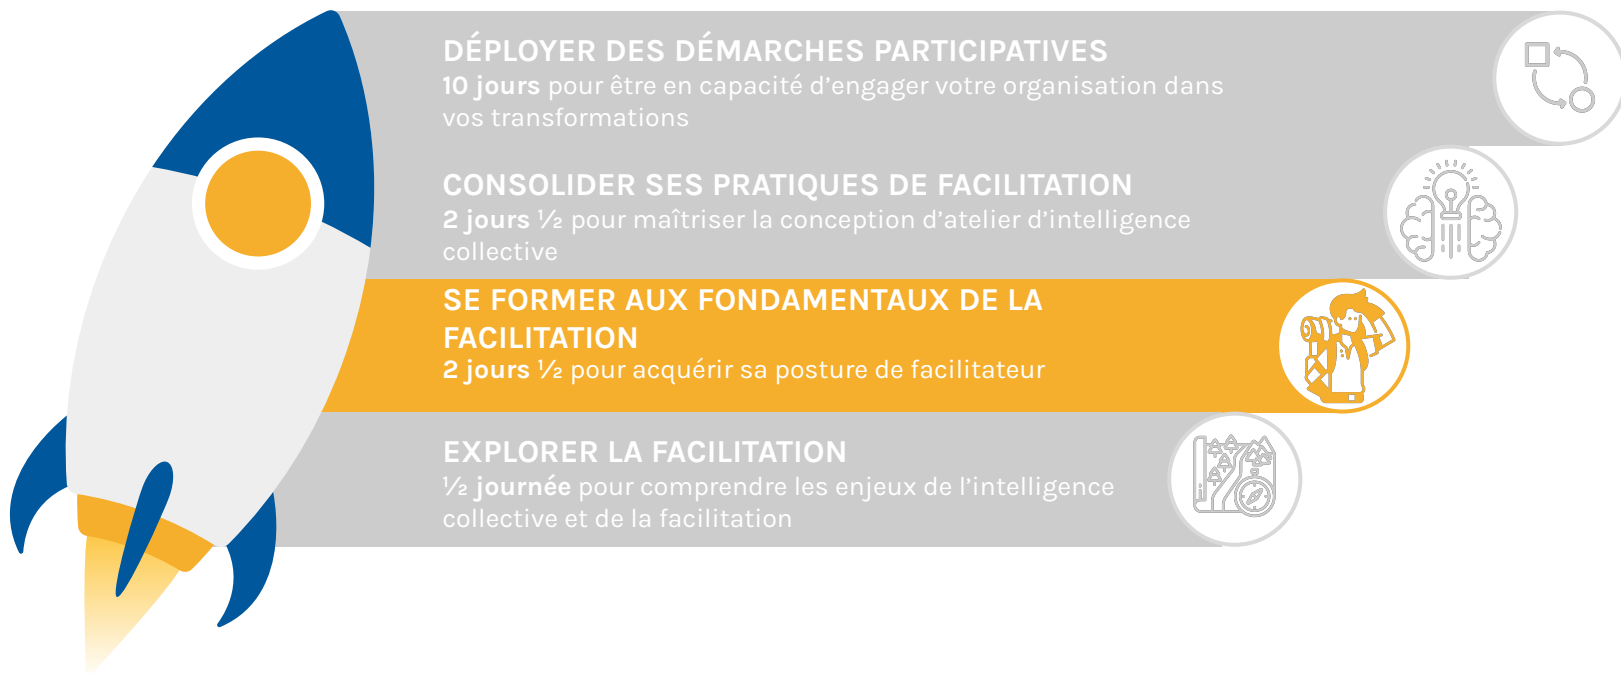 DÉPLOYER DES DÉMARCHES PARTICIPATIVES
10 jours pour être en capacité d'engager votre organisation dans
vos transformations
CONSOLIDER SES PRATIQUES DE FACILITATION
2 jours ½ pour maîtriser la conception d'atelier d'intelligence
collective
SE FORMER AUX FONDAMENTAUX DE LA
FACILITATION
2 jours ½ pour acquérir sa posture de facilitateur
EXPLORER LA FACILITATION
½ journée pour comprendre les enjeux de l'intelligence
collective et de la facilitation